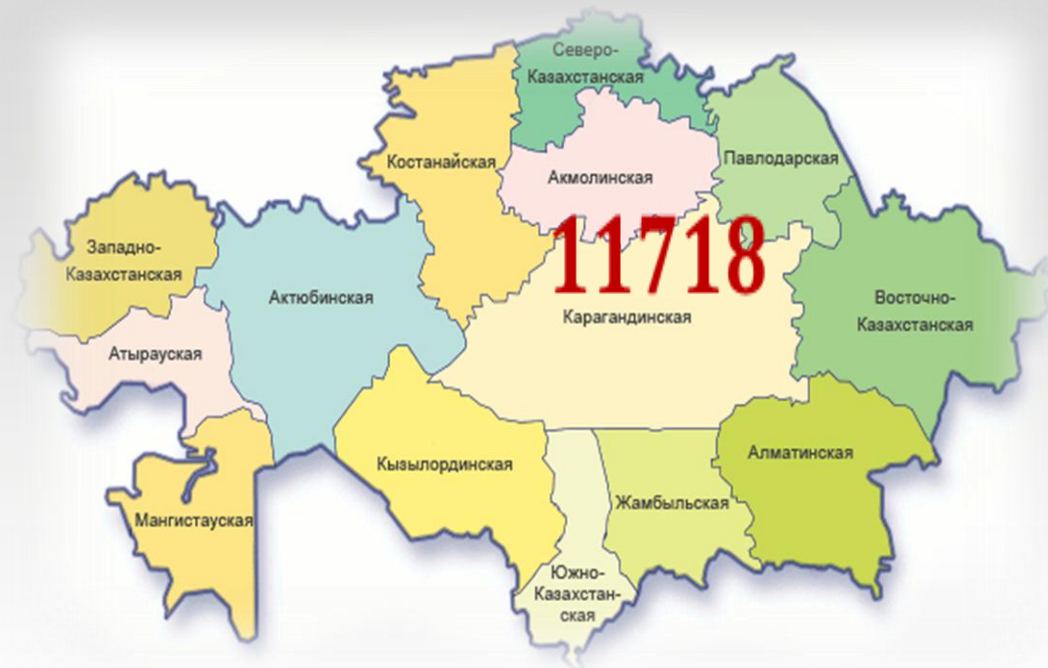 Северо-
Казахстанская
Костанайская
Павлодарская
Акмолинская
11718
Западно-
Казахстанская
Актюбинская
Восточно-
Казахстанская
Карагандинская
Атырауская
Алматинская
Кызылординская
Жамбыльская
Мангистауская
Южно-
Казахстан-
ская